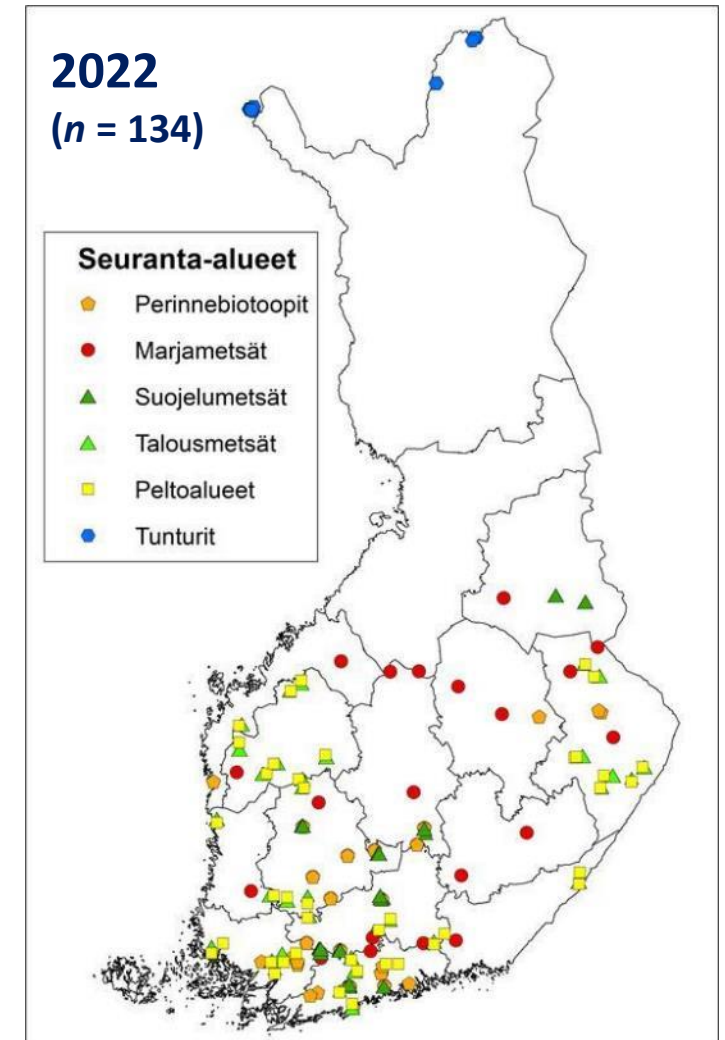 2022
(n = 134)
Seuranta-alueet
Perinnebiotoopit
Marjametsät
Suojelumetsät
Talousmetsät
Peltoalueet
Tunturit